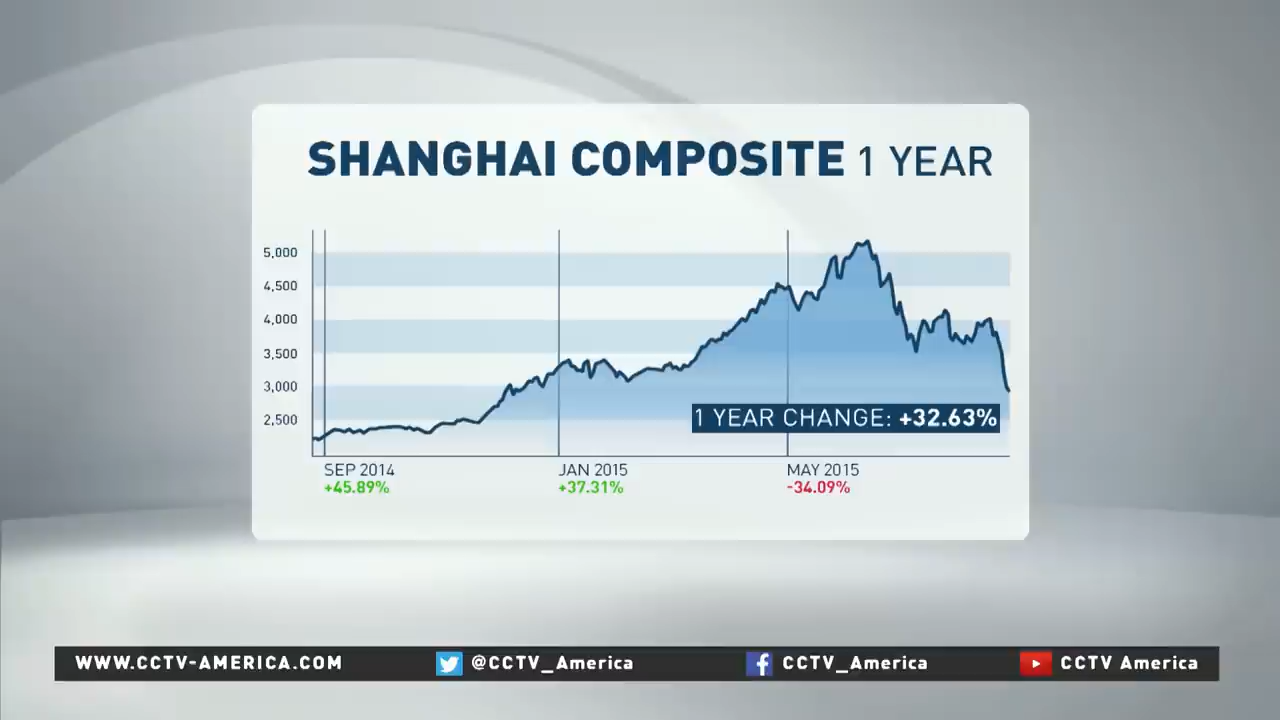 SHANGHAI COMPOSITE 1 YEAR
5,000
4,500
4,000
3,500
3,000
2,500
1 YEAR CHANGE: +32.63%
SEP 2014 JAN 2015 MAY 2015
+45.89% +37.31% -34.09%
WWW.CCTV-AMERICA.COM @CCTV_America CCTV_America CCTV America